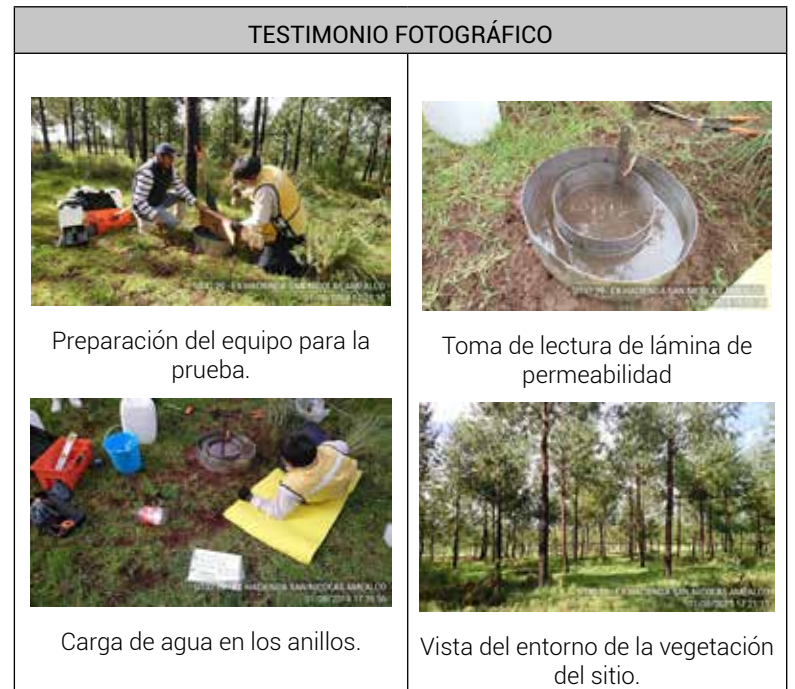 TESTIMONIO FOTOGRÁFICO
Preparación del equipo para la
prueba.
Toma de lectura de lámina de
permeabilidad
Carga de agua en los anillos.
Vista del entorno de la vegetación
del sitio.